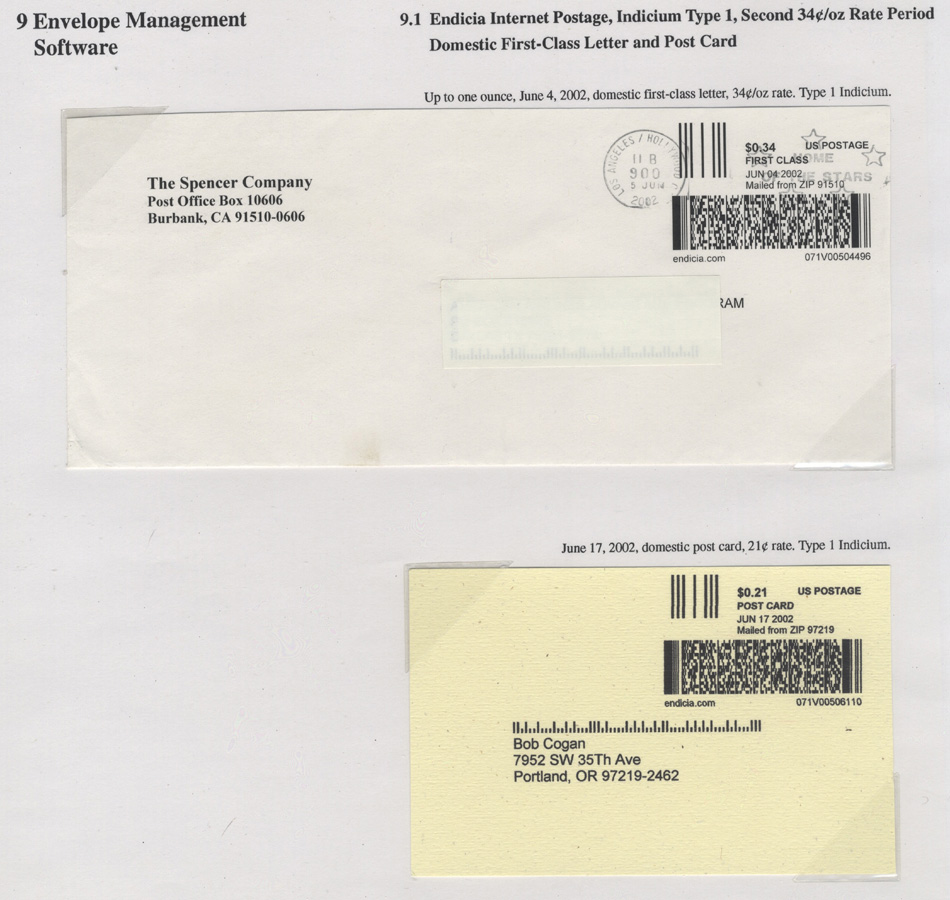 9 Envelope Management
Software
9.1 Endicia Internet Postage, Indicium Type 1, Second 34¢/oz Rate Period
Domestic First-Class Letter and Post Card
Up to one ounce, June 4, 2002, domestic first-class letter, 34¢/oz rate. Type 1 Indicium.
The Spencer Company
Post Office Box 10606
Burbank, CA 91510-0606
LOS ANGELES / HOLLYWOOD
900
5 JUN
2002
HOME
OF THE STARS
$0.34 US POSTAGE
FIRST CLASS
JUN 04 2002
Mailed from ZIP 91510
endicia.com 071V00504496
RAM
June 17, 2002, domestic post card, 21¢ rate. Type 1 Indicium.
$0.21 US POSTAGE
POST CARD
JUN 17 2002
Mailed from ZIP 97219
endicia.com 071V00506110
Bob Cogan
7952 SW 35Th Ave
Portland, OR 97219-2462